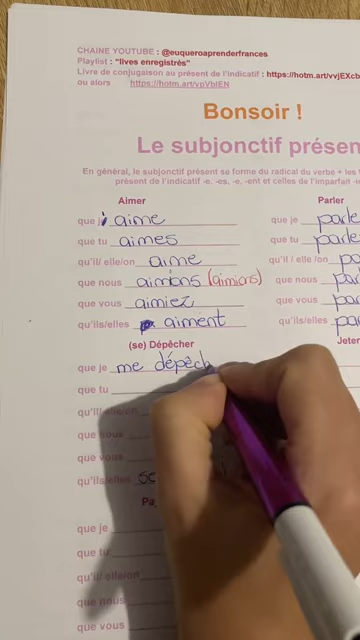 CHAINE YOUTUBE : @euqueroaprenderfrances
Playlist : "lives enregistrés"
Livre de conjugaison au présent de l'indicatif : https://hotm.art/vvjEXcb
ou alors https://hotm.art/vpVbIEN
Bonsoir !
Le subjonctif présen
En général, le subjonctif présent se forme du radical du verbe + les
présent de l'indicatif -e, -es, -e, -ent et celles de l'imparfait
Aimer Parler
que j' aime que je parle
que tu aimes que tu parle
qu'il/ elle/on aime qu'il / elle /on
que nous aimions (aimions) que nous par
que vous aimiez que vous par
qu'ils/elles aiment qu'ils/elles
(se) Dépêcher Jeter
que je me dépêch
que tu
qu'il/ elle/on
que nous
que vous
qu'ils/elles se
que je
que tu
qu'il/ elle/on
que nous
que vous